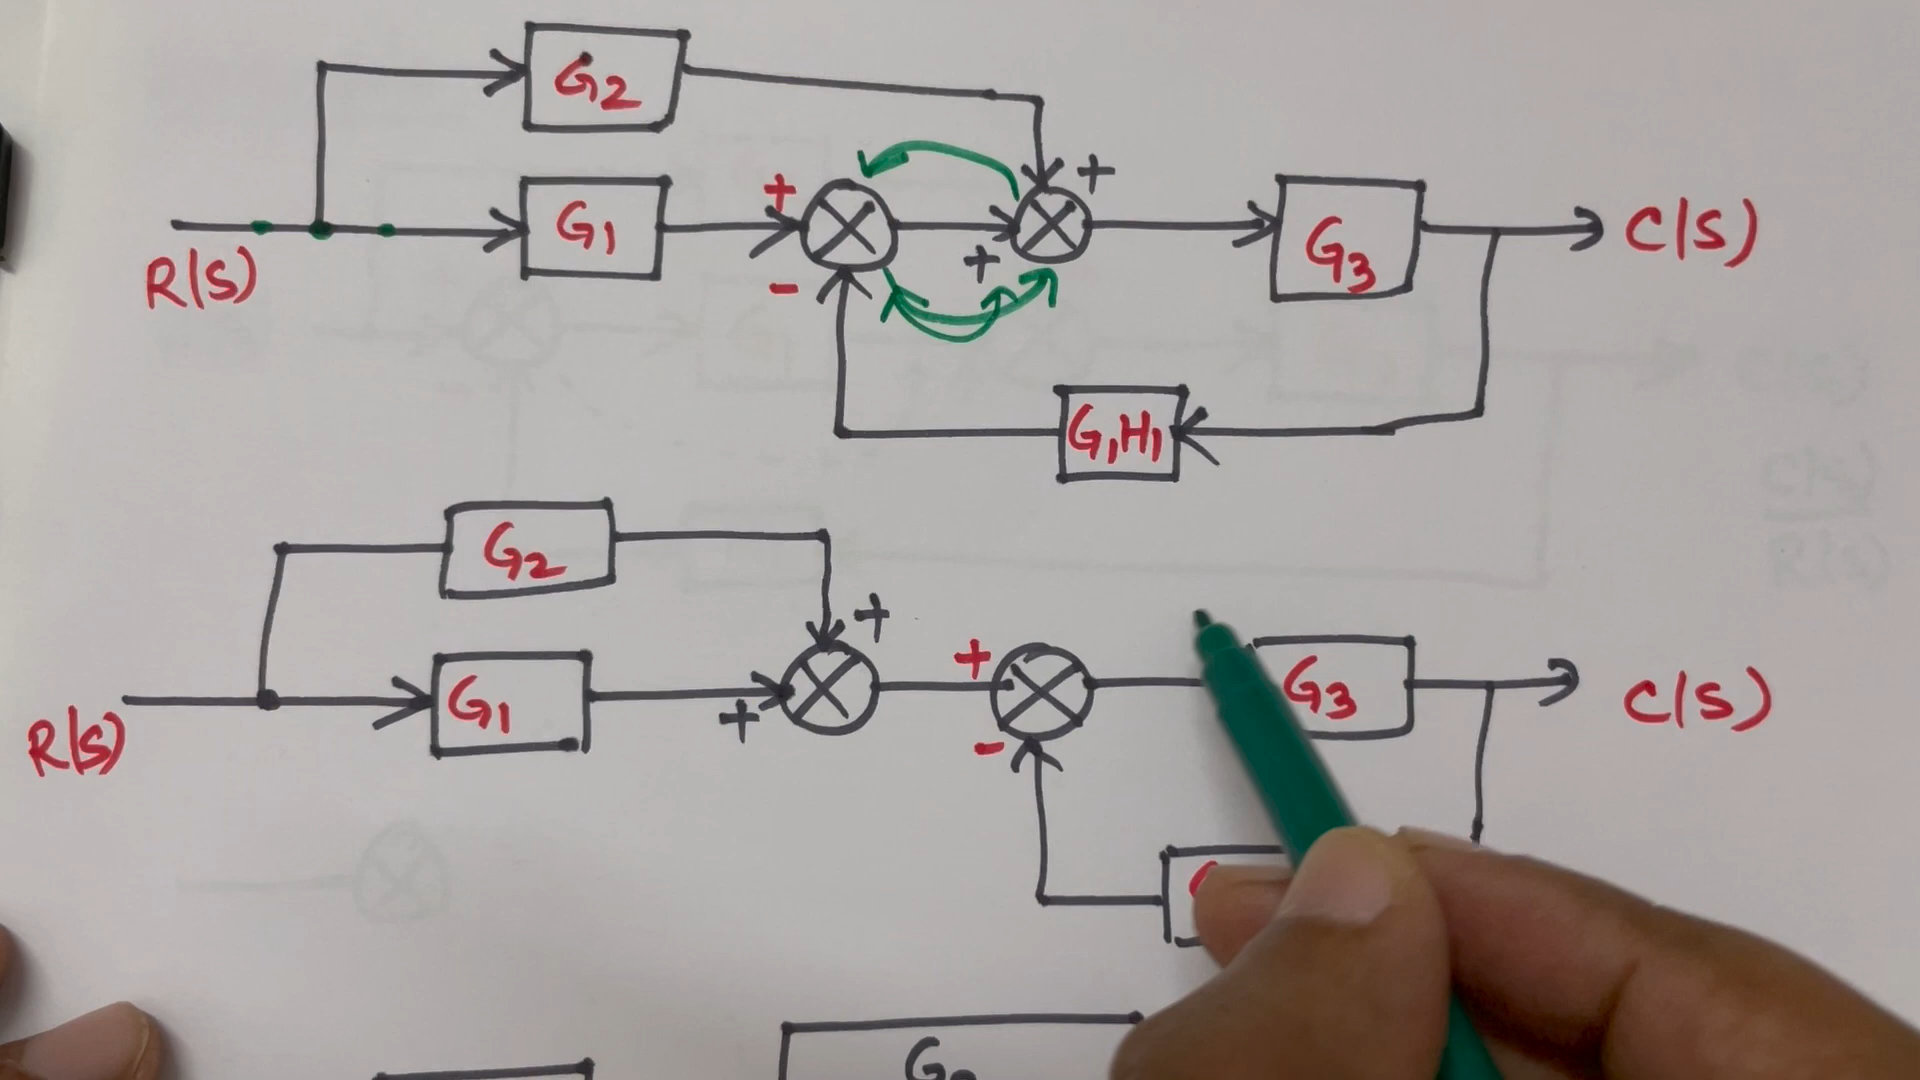 G2
+
+ G1 G3 C(S)
R(S) - +
G1H1
G2
+
+ G3
R(S) G1 + - C(S)